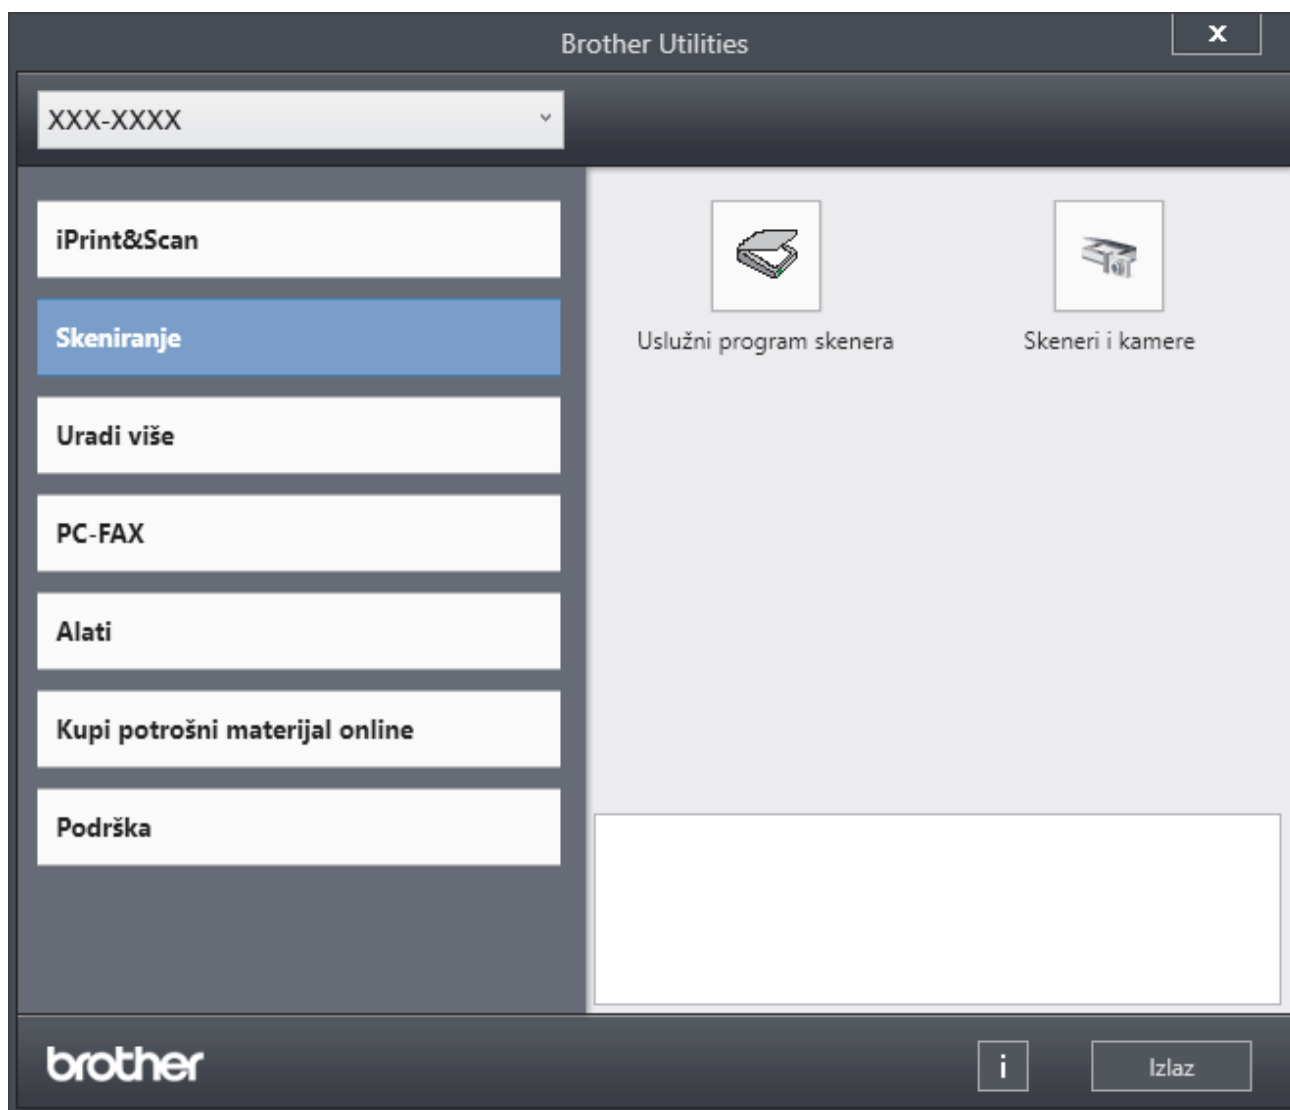 Brother Utilities
x
XXX-XXXX
iPrint&Scan
Skeniranje
Uradi više
PC-FAX
Alati
Kupi potrošni materijal online
Podrška
Uslužni program skenera
Skeneri i kamere
brother
i
Izlaz